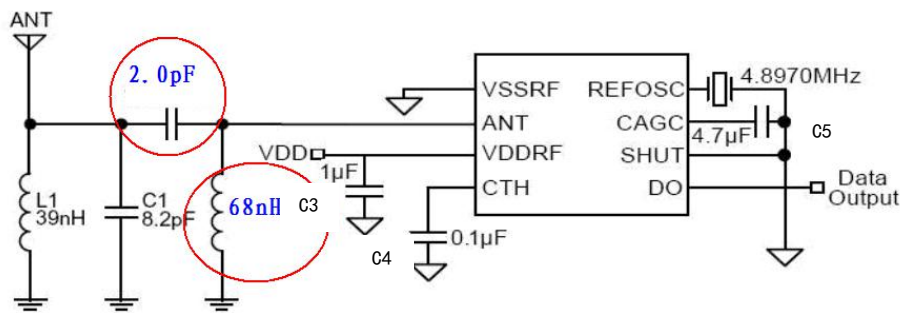 ANT
2.0pF
L1
39nH
C1
8.2pF
68nH
VDD
1μF
C3
C4
0.1μF
VSSRF
ANT
VDDRF
CTH
REFOSC
CAGC
SHUT
DO
4.8970MHz
4.7μF
C5
Data
Output